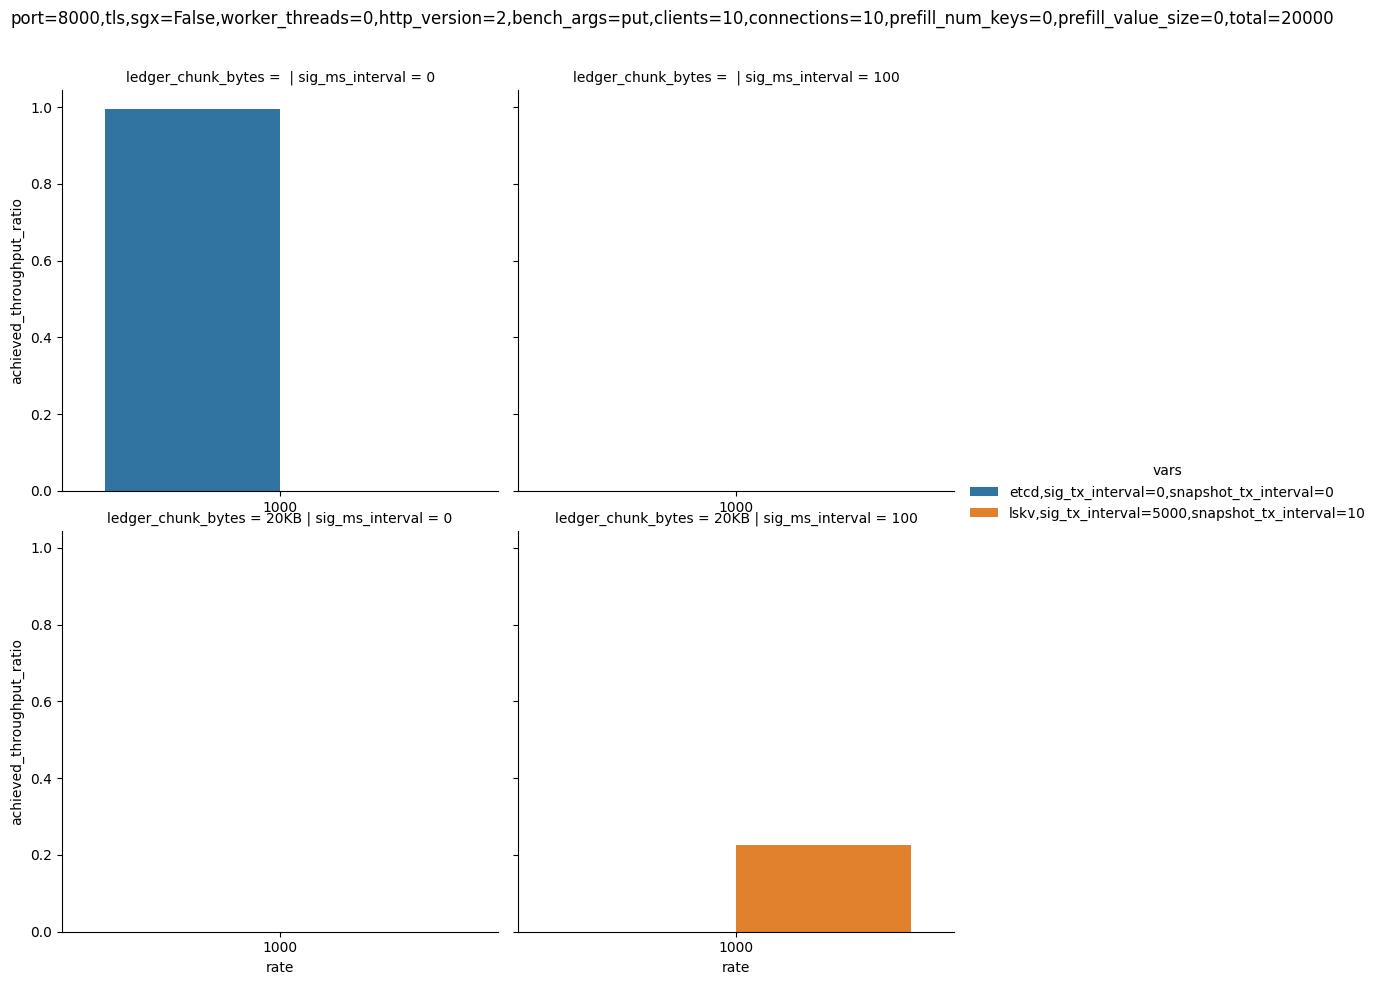 port=8000,tls,sgx=False,worker_threads=0,http_version=2,bench_args=put,clients=10,connections=10,prefill_num_keys=0,prefill_value_size=0,total=20000
ledger_chunk_bytes =  | sig_ms_interval = 0
ledger_chunk_bytes =  | sig_ms_interval = 100
1.0
0.8
0.6
0.4
0.2
0.0
achieved_throughput_ratio
1000
1000
vars
etcd,sig_tx_interval=0,snapshot_tx_interval=0
lskv,sig_tx_interval=5000,snapshot_tx_interval=10
ledger_chunk_bytes = 20KB | sig_ms_interval = 0
ledger_chunk_bytes = 20KB | sig_ms_interval = 100
1.0
0.8
0.6
0.4
0.2
0.0
achieved_throughput_ratio
1000
1000
rate
rate